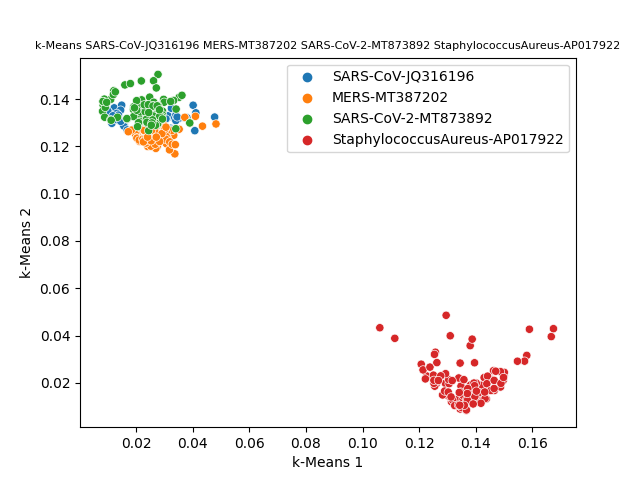 k-Means SARS-CoV-JQ316196 MERS-MT387202 SARS-CoV-2-MT873892 StaphylococcusAureus-AP017922
SARS-CoV-JQ316196
MERS-MT387202
SARS-CoV-2-MT873892
StaphylococcusAureus-AP017922
k-Means 2
0.14
0.12
0.10
0.08
0.06
0.04
0.02
0.02 0.04 0.06 0.08 0.10 0.12 0.14 0.16
k-Means 1